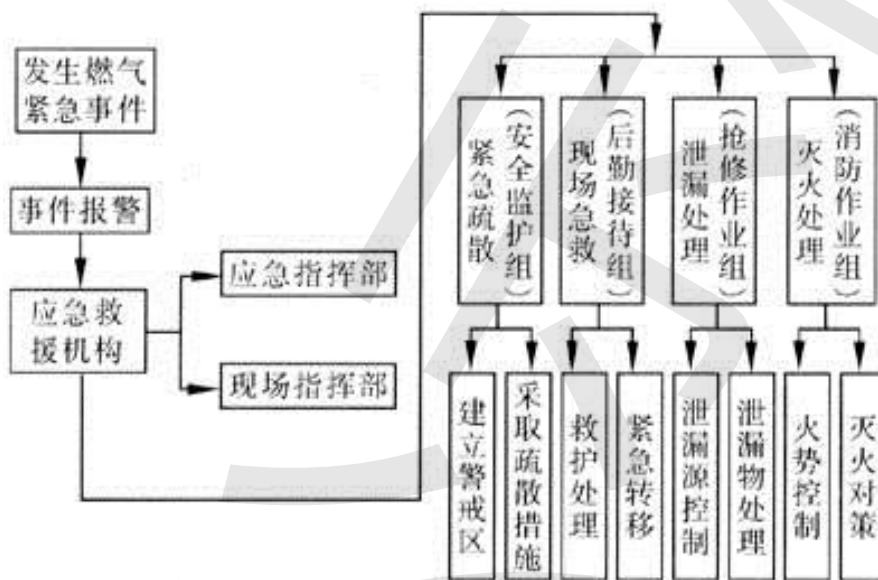 发生燃气
紧急事件
事件报警
应急救
援机构
应急指挥部
现场指挥部
紧急疏散
(安全监护组)
现场急救
(后勤接待组)
泄漏处理
(抢修作业组)
灭火处理
(消防作业组)
建立警戒区
采取疏散措施
救护处理
紧急转移
泄漏源控制
泄漏物处理
火势控制
灭火对策